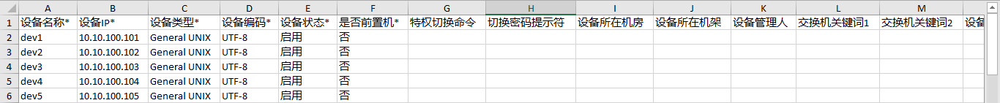 A B C D E F G H I J K L M
1 设备名称* 设备IP* 设备类型* 设备编码* 设备状态* 是否前置机* 特权切换命令 切换密码提示符 设备所在机房 设备所在机架 设备管理人 交换机关键词1 交换机关键词2 设备
2 dev1 10.10.100.101 General UNIX UTF-8 启用 否
3 dev2 10.10.100.102 General UNIX UTF-8 启用 否
4 dev3 10.10.100.103 General UNIX UTF-8 启用 否
5 dev4 10.10.100.104 General UNIX UTF-8 启用 否
6 dev5 10.10.100.105 General UNIX UTF-8 启用 否